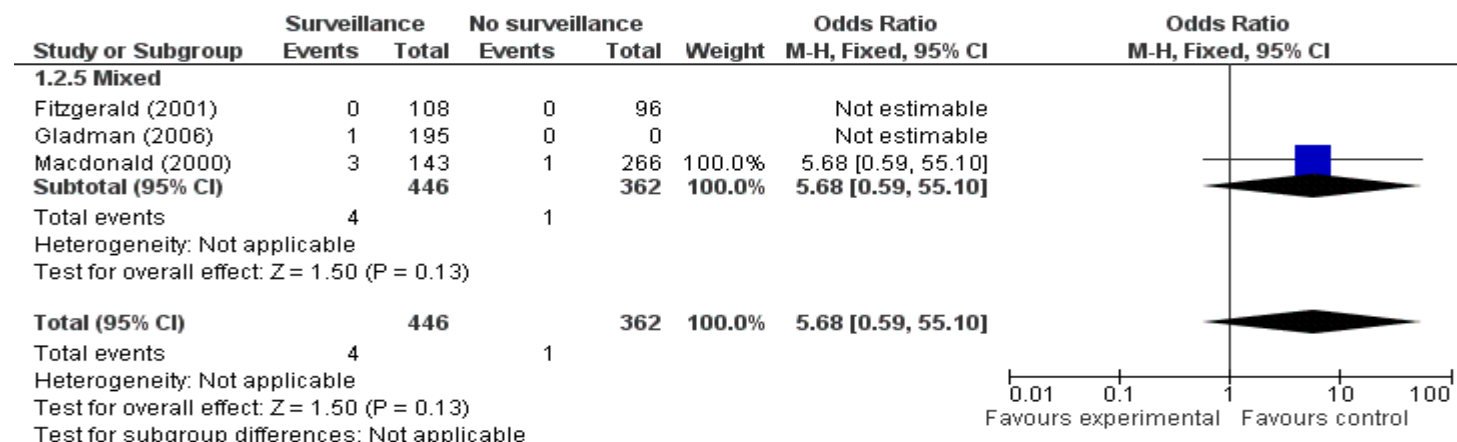 Surveillance No surveillance Odds Ratio Odds Ratio
Study or Subgroup Events Total Events Total Weight M-H, Fixed, 95% CI M-H, Fixed, 95% CI
1.2.5 Mixed
Fitzgerald (2001) 0 108 0 96 Not estimable
Gladman (2006) 1 195 0 0 Not estimable
Macdonald (2000) 3 143 1 266 100.0% 5.68 [0.59, 55.10]
Subtotal (95% CI) 446 362 100.0% 5.68 [0.59, 55.10]
Total events 4 1
Heterogeneity: Not applicable
Test for overall effect: Z = 1.50 (P = 0.13)
Total (95% CI) 446 362 100.0% 5.68 [0.59, 55.10]
Total events 4 1
Heterogeneity: Not applicable
Test for overall effect: Z = 1.50 (P = 0.13)
Test for subgroup differences: Not applicable
0.01 0.1 1 10 100
Favours experimental Favours control